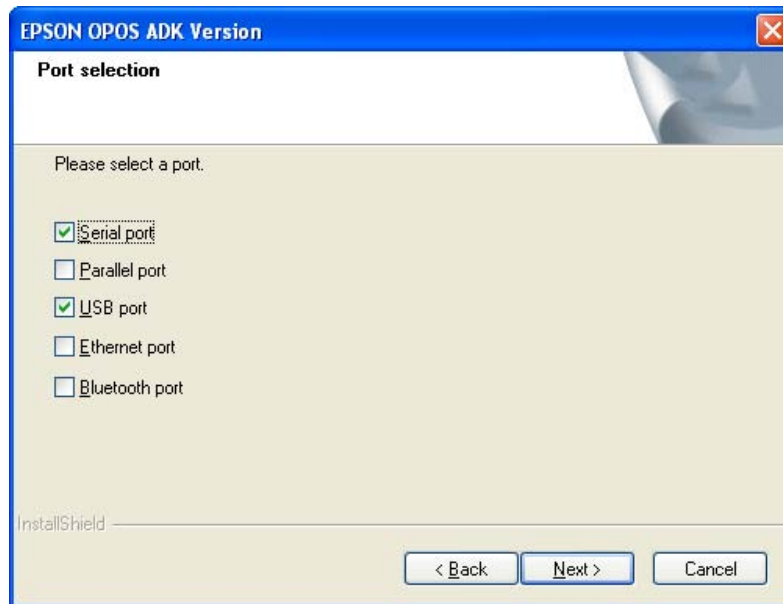 EPSON OPOS ADK Version
Port selection
Please select a port.
Serial port
Parallel port
USB port
Ethernet port
Bluetooth port
InstallShield
< Back Next > Cancel